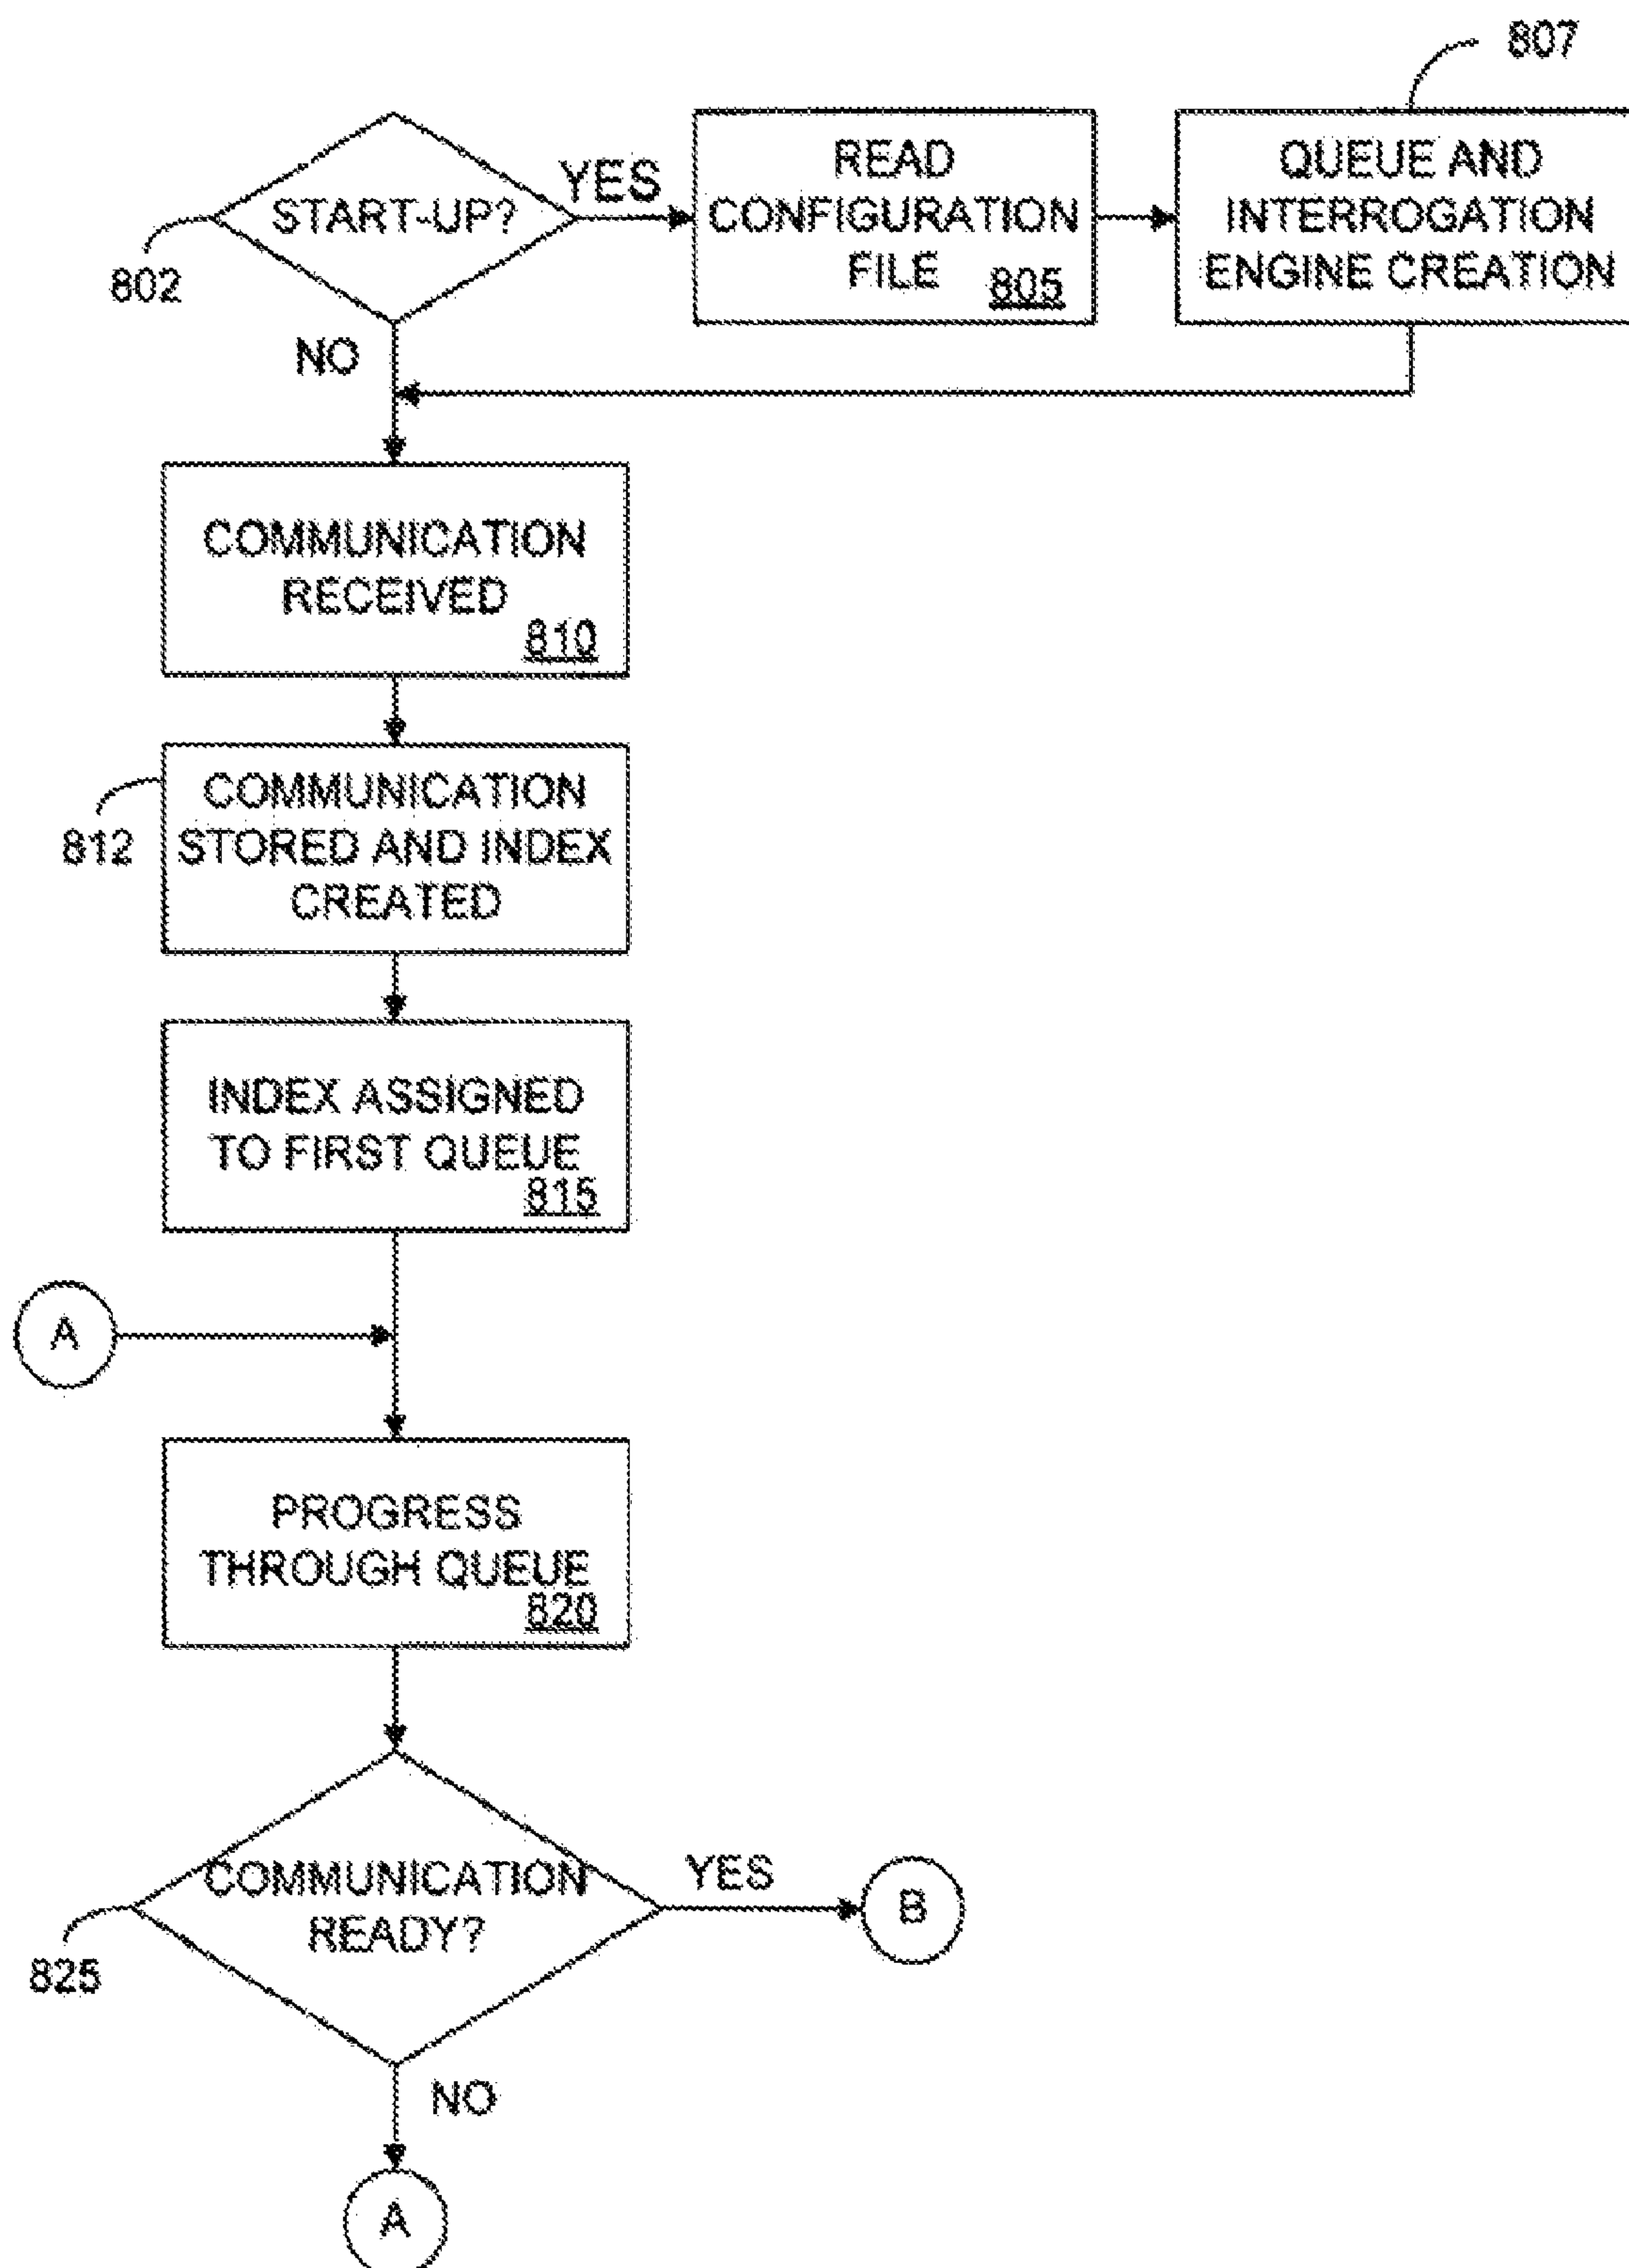 807
START-UP?
YES
READ
CONFIGURATION
FILE
805
QUEUE AND
INTERROGATION
ENGINE CREATION
802
NO
COMMUNICATION
RECEIVED
810
COMMUNICATION
STORED AND INDEX
CREATED
812
INDEX ASSIGNED
TO FIRST QUEUE
815
A
PROGRESS
THROUGH QUEUE
820
COMMUNICATION
READY?
YES
B
825
NO
A